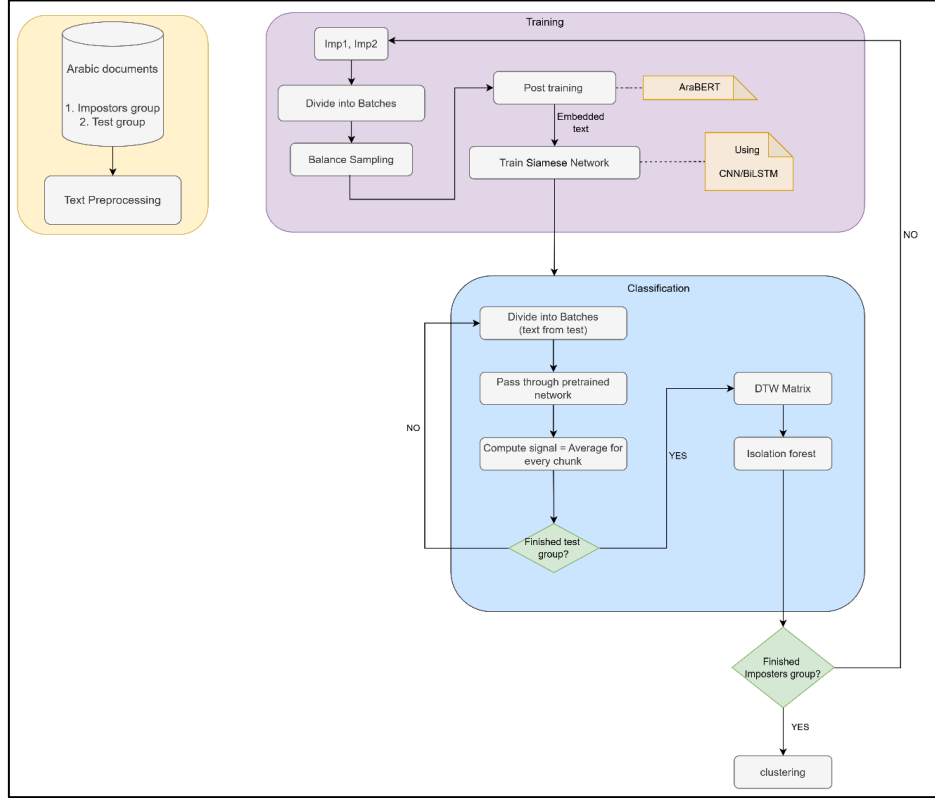 Arabic documents
1. Impostors group
2. Test group
Text Preprocessing
Training
Imp1, Imp2
Divide into Batches
Balance Sampling
Post training
AraBERT
Embedded
text
Train Siamese Network
Using
CNN/BiLSTM
NO
Classification
Divide into Batches
(text from test)
Pass through pretrained
network
Compute signal = Average for
every chunk
Finished test
group?
NO
YES
DTW Matrix
Isolation forest
Finished
Imposters group?
YES
clustering